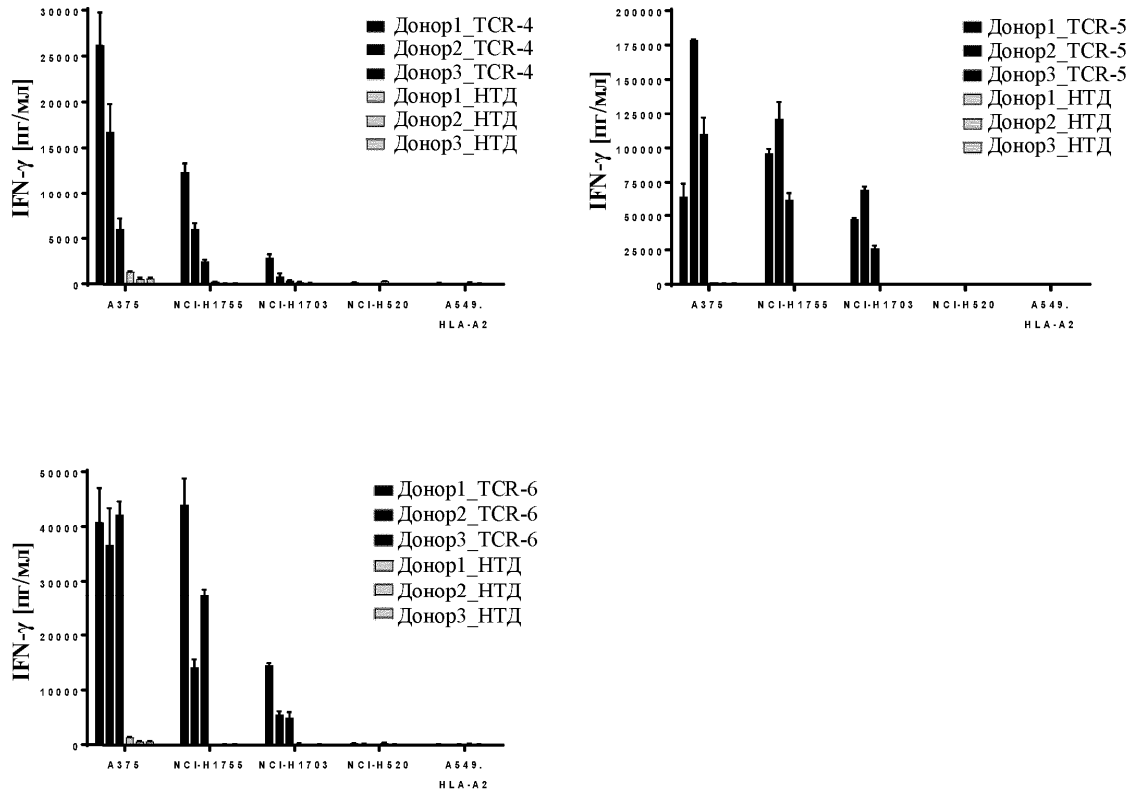 IFN-γ [пг/мл]
30000
25000
20000
15000
10000
5000
0
A375
NCI-H1755
NCI-H1703
NCI-H520
A549.
HLA-A2
Донор1_TCR-4
Донор2_TCR-4
Донор3_TCR-4
Донор1_НТД
Донор2_НТД
Донор3_НТД
IFN-γ [пг/мл]
200000
175000
150000
125000
100000
75000
50000
25000
0
A375
NCI-H1755
NCI-H1703
NCI-H520
A549.
HLA-A2
Донор1_TCR-5
Донор2_TCR-5
Донор3_TCR-5
Донор1_НТД
Донор2_НТД
Донор3_НТД
IFN-γ [пг/мл]
50000
40000
30000
20000
10000
0
A375
NCI-H1755
NCI-H1703
NCI-H520
A549.
HLA-A2
Донор1_TCR-6
Донор2_TCR-6
Донор3_TCR-6
Донор1_НТД
Донор2_НТД
Донор3_НТД